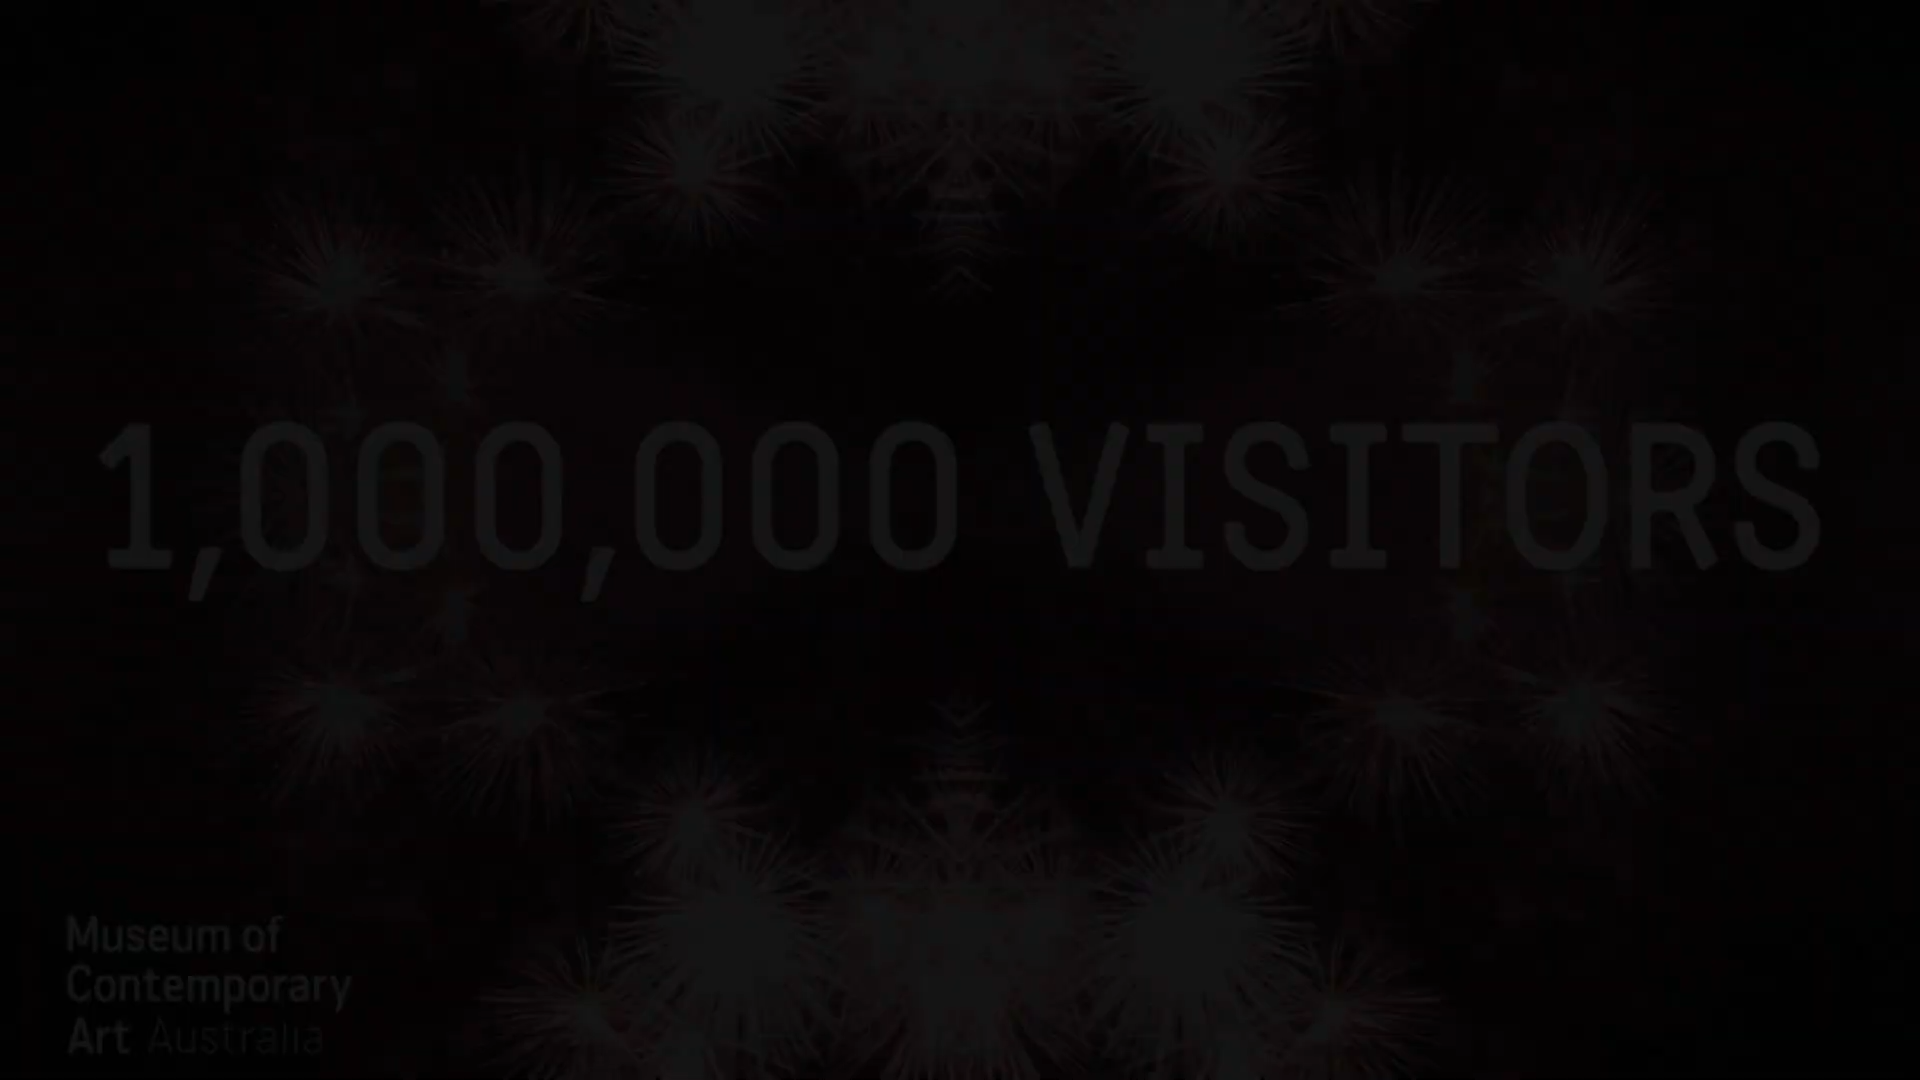 1,000,000 VISITORS
Museum of
Contemporary
Art Australia